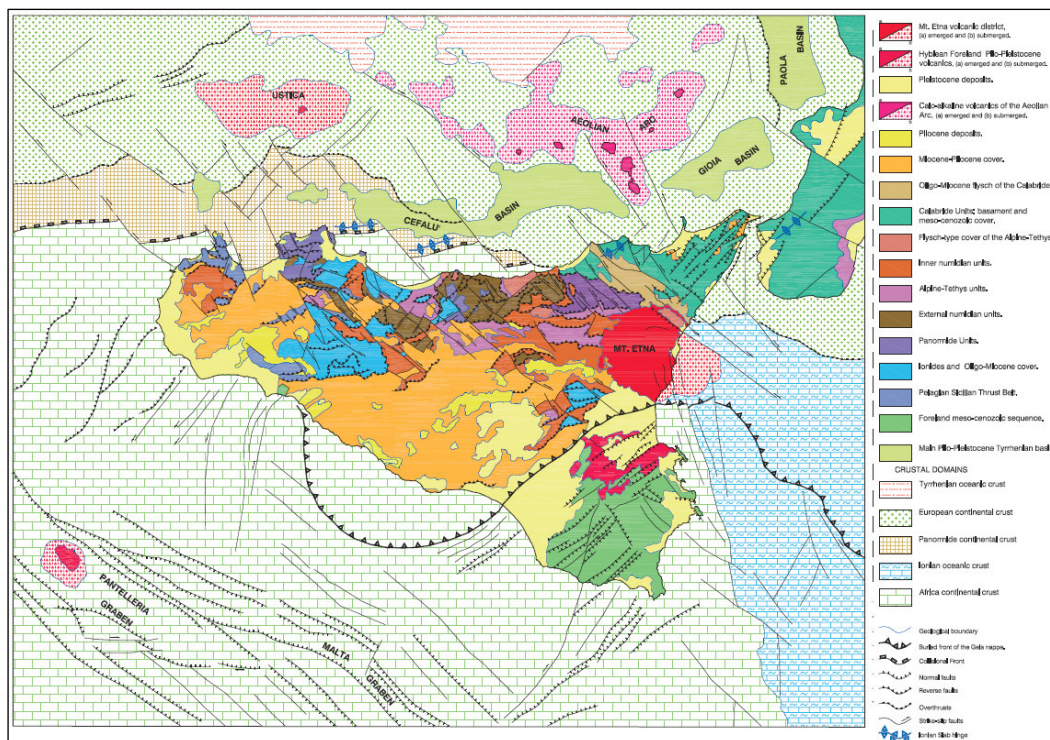 USTICA
AEOLIAN
ARC
PAOLA
BASIN
GIOIA
BASIN
CEFALU'
BASIN
MT. ETNA
PANTELLERIA
GRABEN
MALTA
GRABEN
Mt. Etna volcanic district,
(a) emerged and (b) submerged.
Hyblean Foreland Plio-Pleistocene
volcanics, (a) emerged and (b) submerged.
Pleistocene deposits.
Calc-alkaline volcanics of the Aeolian
Arc, (a) emerged and (b) submerged.
Pliocene deposits.
Miocene-Pliocene cover.
Oligo-Miocene flysch of the Calabride
Calabride Units: basament and
meso-cenozoic cover.
Flysch-type cover of the Alpine-Tethys
Inner numidian units.
Alpine-Tethys units.
External numidian units.
Panormide Units.
Ionides and Oligo-Miocene cover.
Pelagian Sicilian Thrust Belt.
Foreland meso-cenozoic sequence.
Main Plio-Pleistocene Tyrrhenian basi
CRUSTAL DOMAINS
Tyrrhenian oceanic crust
European continental crust
Panormide continental crust
Ionian oceanic crust
Africa continental crust
Geological boundary
Buried front of the Gela nappe.
Collisional Front
Normal faults
Reverse faults
Overthrusts
Strike-slip faults
Ionian Slab hinge